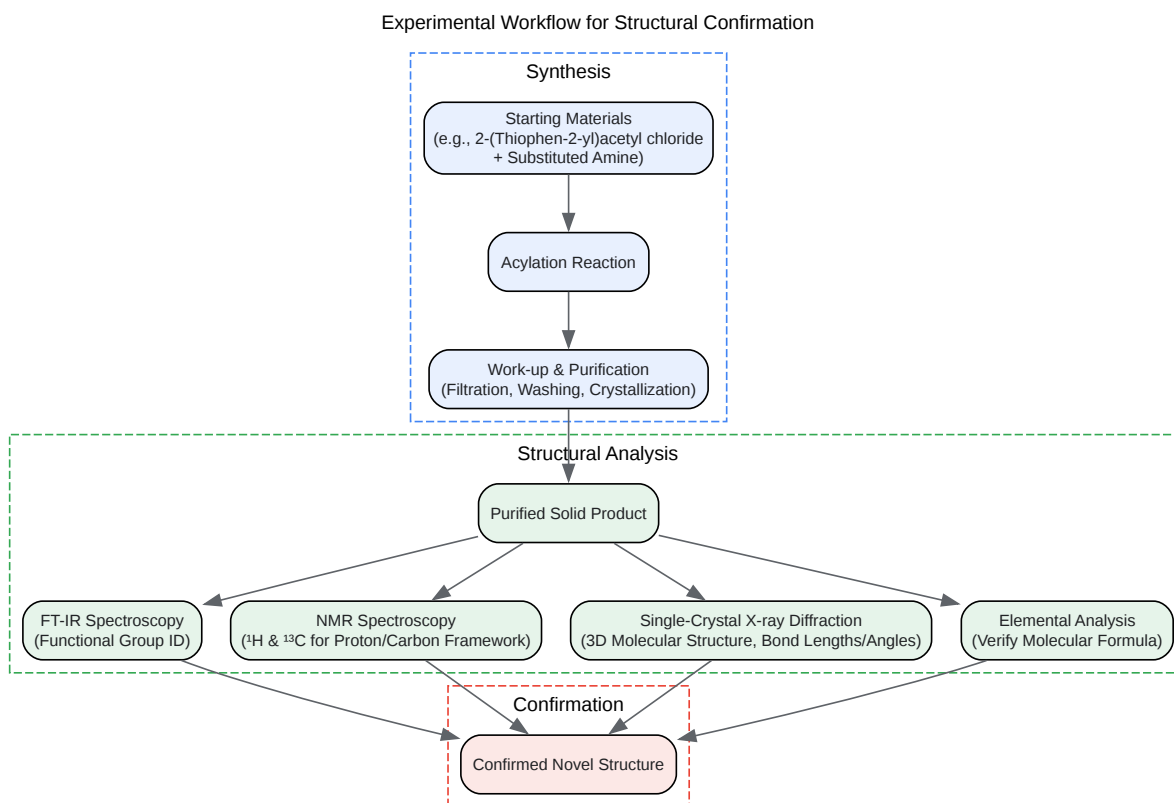 Experimental Workflow for Structural Confirmation
Synthesis
Starting Materials
(e.g., 2-(Thiophen-2-yl)acetyl chloride
+ Substituted Amine)
Acylation Reaction
Work-up & Purification
(Filtration, Washing, Crystallization)
Structural Analysis
Purified Solid Product
FT-IR Spectroscopy
(Functional Group ID)
NMR Spectroscopy
(¹H & ¹³C for Proton/Carbon Framework)
Single-Crystal X-ray Diffraction
(3D Molecular Structure, Bond Lengths/Angles)
Elemental Analysis
(Verify Molecular Formula)
Confirmation
Confirmed Novel Structure